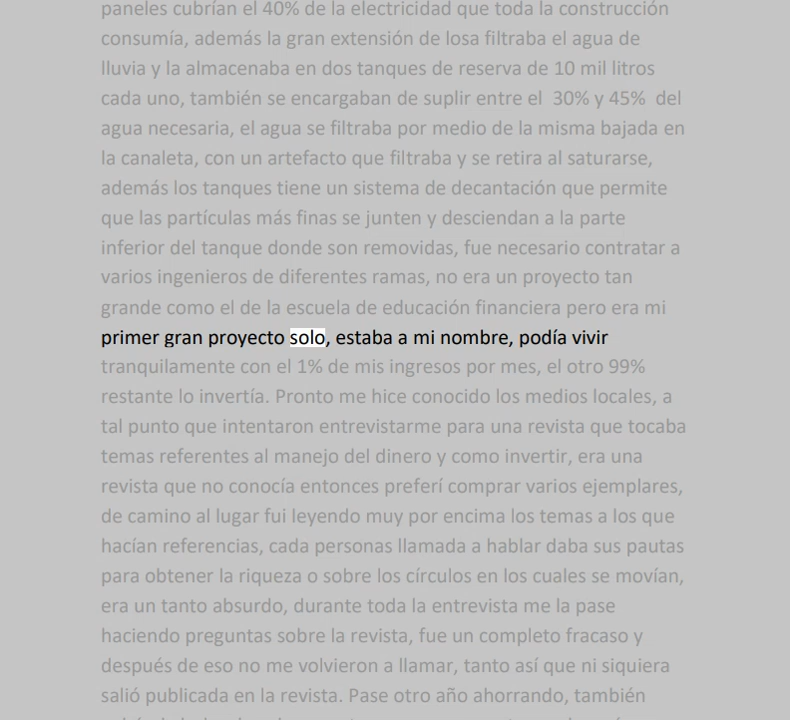 paneles cubrían el 40% de la electricidad que toda la construcción
consumía, además la gran extensión de losa filtraba el agua de
lluvia y la almacenaba en dos tanques de reserva de 10 mil litros
cada uno, también se encargaban de suplir entre el  30% y 45%  del
agua necesaria, el agua se filtraba por medio de la misma bajada en
la canaleta, con un artefacto que filtraba y se retira al saturarse,
además los tanques tiene un sistema de decantación que permite
que las partículas más finas se junten y desciendan a la parte
inferior del tanque donde son removidas, fue necesario contratar a
varios ingenieros de diferentes ramas, no era un proyecto tan
grande como el de la escuela de educación financiera pero era mi
primer gran proyecto solo, estaba a mi nombre, podía vivir
tranquilamente con el 1% de mis ingresos por mes, el otro 99%
restante lo invertía. Pronto me hice conocido los medios locales, a
tal punto que intentaron entrevistarme para una revista que tocaba
temas referentes al manejo del dinero y como invertir, era una
revista que no conocía entonces preferí comprar varios ejemplares,
de camino al lugar fui leyendo muy por encima los temas a los que
hacían referencias, cada personas llamada a hablar daba sus pautas
para obtener la riqueza o sobre los círculos en los cuales se movían,
era un tanto absurdo, durante toda la entrevista me la pase
haciendo preguntas sobre la revista, fue un completo fracaso y
después de eso no me volvieron a llamar, tanto así que ni siquiera
salió publicada en la revista. Pase otro año ahorrando, también